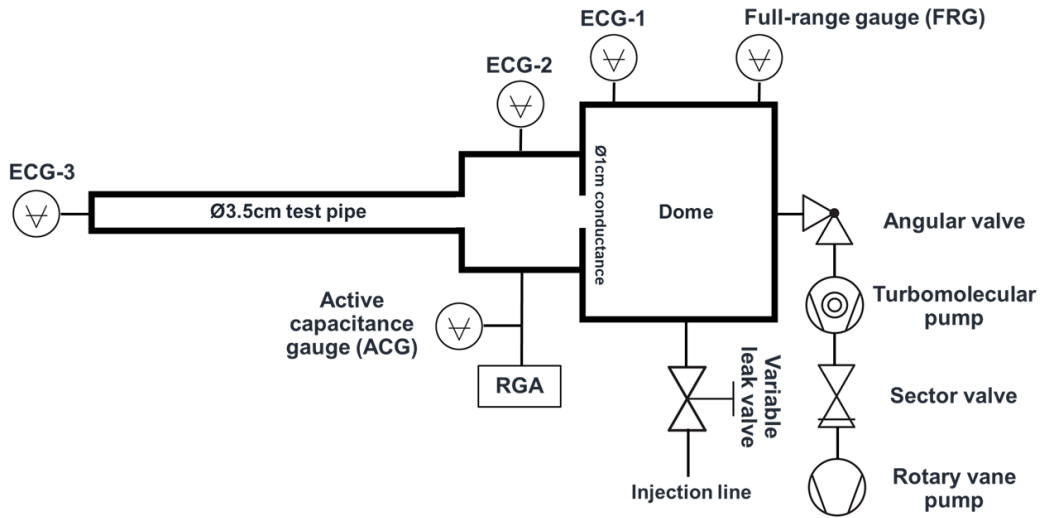 ECG-1
Full-range gauge (FRG)
ECG-2
ECG-3
Ø3.5cm test pipe
Ø1cm conductance
Dome
Angular valve
Active
capacitance
gauge (ACG)
Turbomolecular
pump
RGA
Variable
leak valve
Sector valve
Injection line
Rotary vane
pump